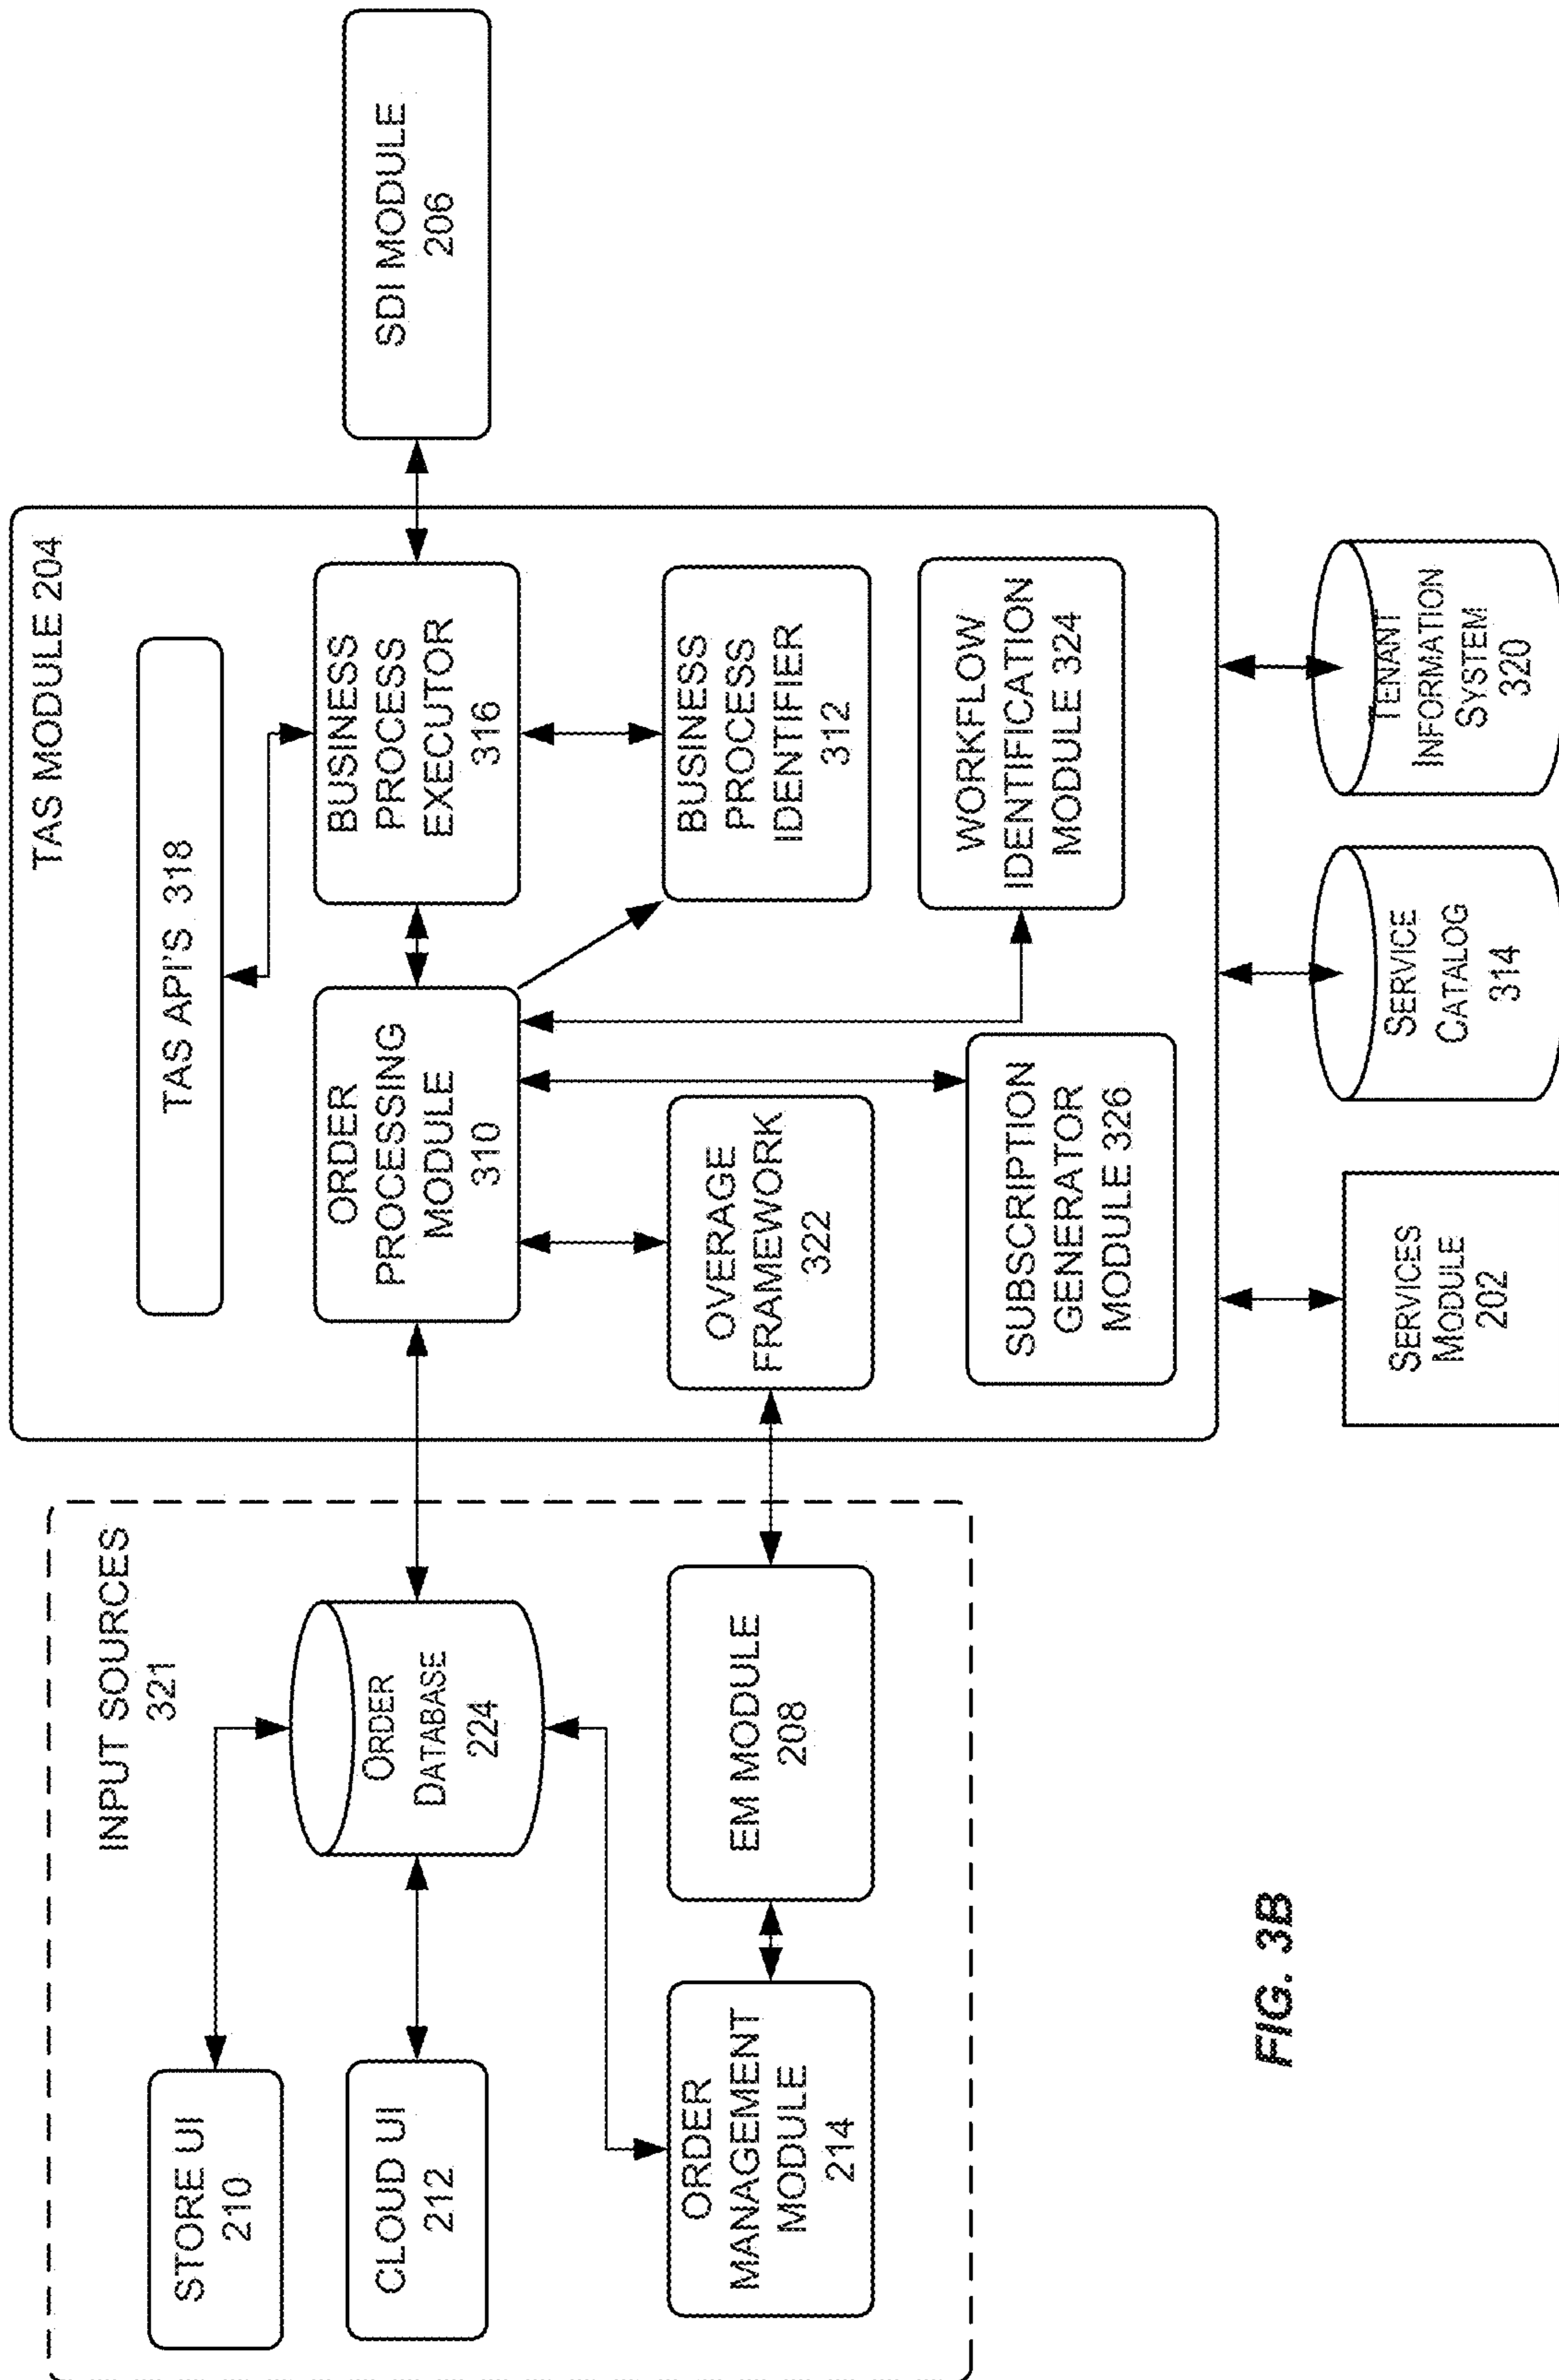 INPUT SOURCES
321
STORE UI
210
CLOUD UI
212
ORDER
MANAGEMENT
MODULE
214
ORDER
DATABASE
224
EM MODULE
208
TAS MODULE 204
TAS API'S 318
ORDER
PROCESSING
MODULE
310
BUSINESS
PROCESS
EXECUTOR
316
OVERAGE
FRAMEWORK
322
BUSINESS
PROCESS
IDENTIFIER
312
SUBSCRIPTION
GENERATOR
MODULE 326
WORKFLOW
IDENTIFICATION
MODULE 324
SDI MODULE
206
SERVICES
MODULE
202
SERVICE
CATALOG
314
TENANT
INFORMATION
SYSTEM
320
FIG. 3B